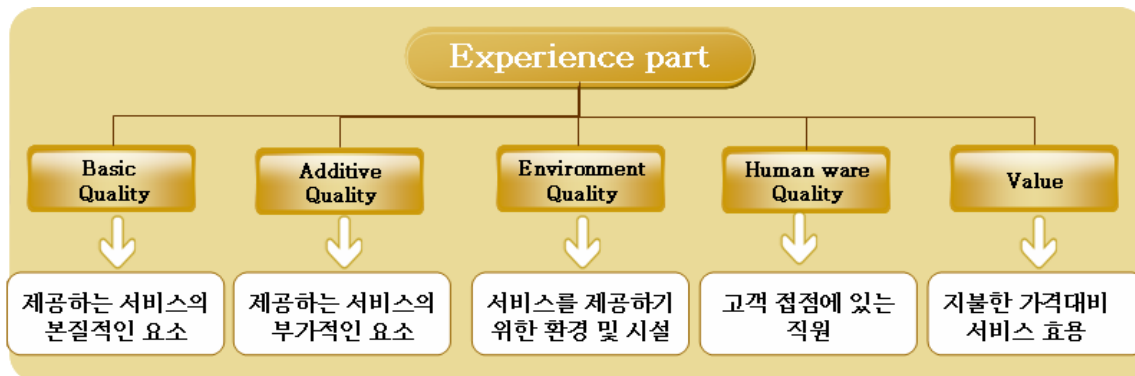 Experience part
Basic
Quality
Additive
Quality
Environment
Quality
Human ware
Quality
Value
제공하는 서비스의
본질적인 요소
제공하는 서비스의
부가적인 요소
서비스를 제공하기
위한 환경 및 시설
고객 접점에 있는
직원
지불한 가격대비
서비스 효용